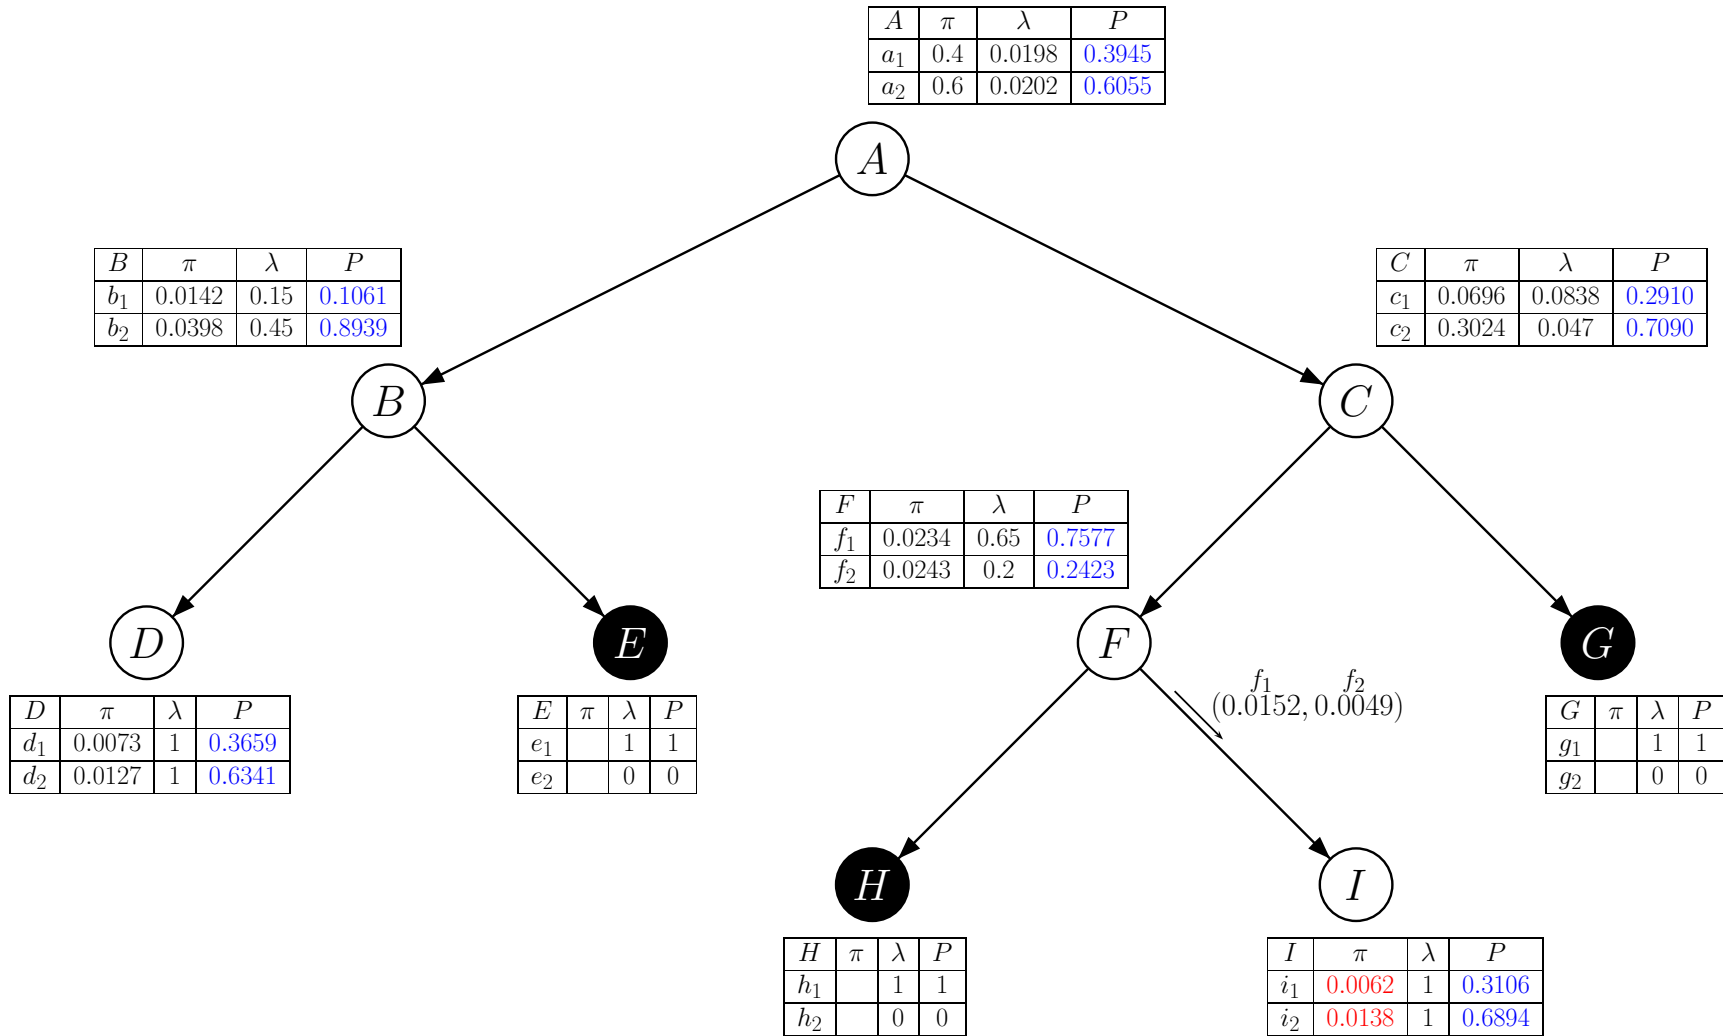 A π λ P
a1 0.4 0.0198 0.3945
a2 0.6 0.0202 0.6055
A
B π λ P
b1 0.0142 0.15 0.1061
b2 0.0398 0.45 0.8939
C π λ P
c1 0.0696 0.0838 0.2910
c2 0.3024 0.047 0.7090
B
C
F π λ P
f1 0.0234 0.65 0.7577
f2 0.0243 0.2 0.2423
D
E
F
G
f1 f2
(0.0152, 0.0049)
D π λ P
d1 0.0073 1 0.3659
d2 0.0127 1 0.6341
E π λ P
e1 1 1
e2 0 0
G π λ P
g1 1 1
g2 0 0
H
I
H π λ P
h1 1 1
h2 0 0
I π λ P
i1 0.0062 1 0.3106
i2 0.0138 1 0.6894